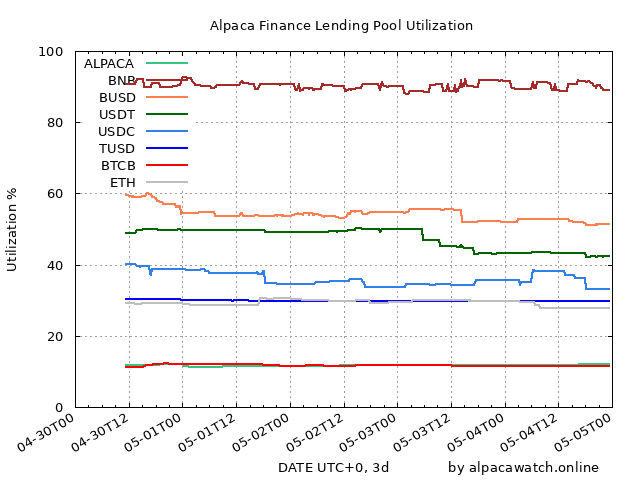 Alpaca Finance Lending Pool Utilization
100
80
60
40
20
0
Utilization %
ALPACA
BNB
BUSD
USDT
USDC
TUSD
BTCB
ETH
04-30T00
04-30T12
05-01T00
05-01T12
05-02T00
05-02T12
05-03T00
05-03T12
05-04T00
05-04T12
05-05T00
DATE UTC+0, 3d
by alpacawatch.online